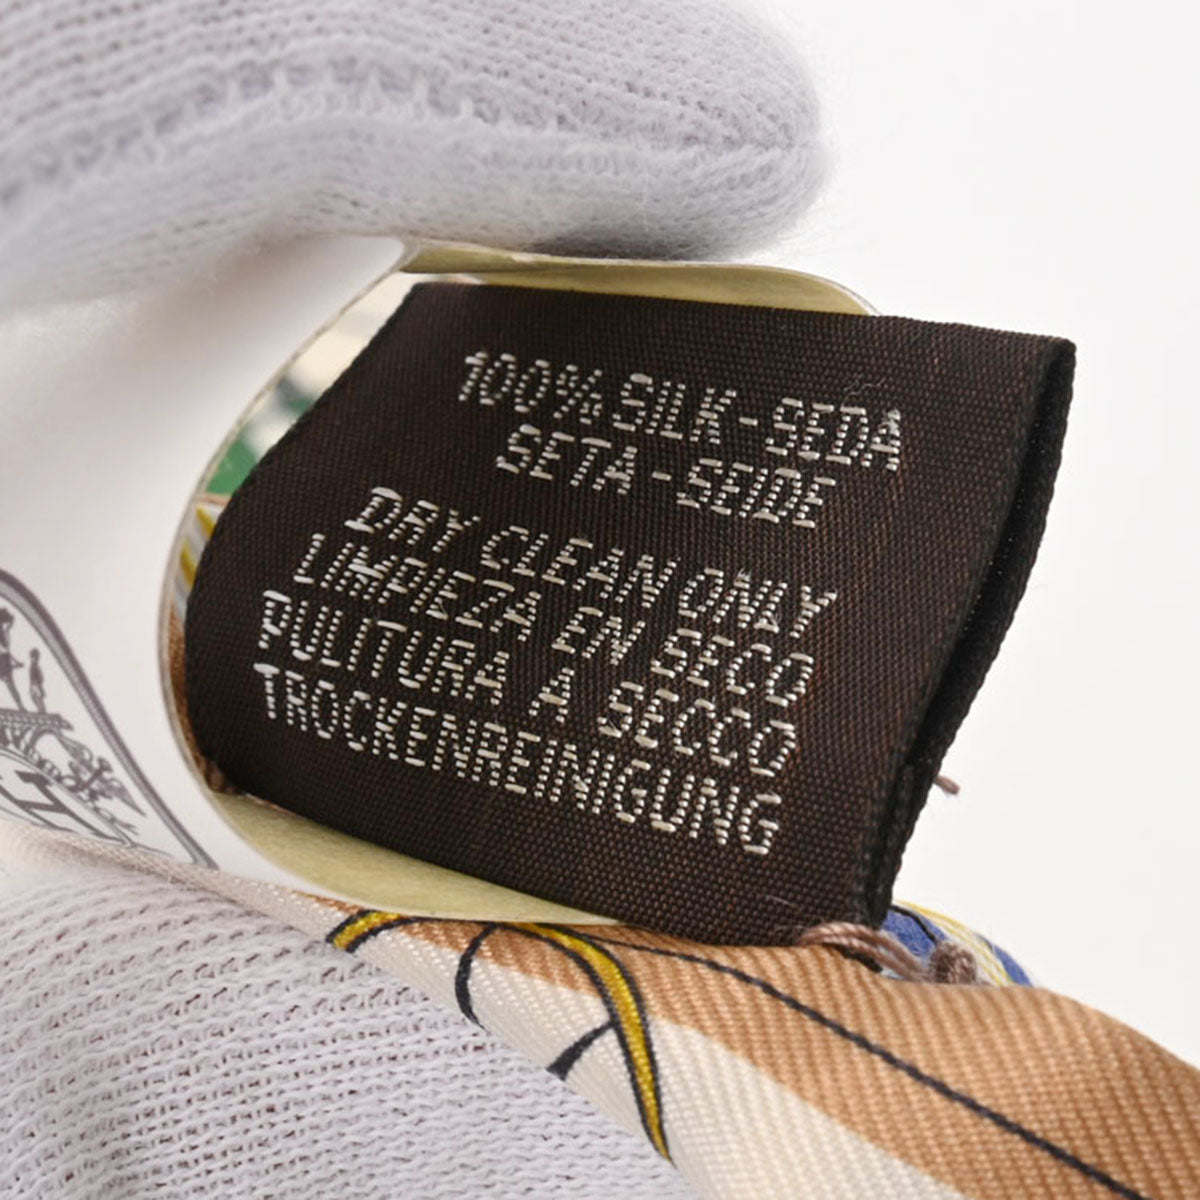 100% SILK - SEDA
SETA - SEIDE
DRY CLEAN ONLY
LIMPIEZA EN SECO
PULITURA A SECCO
TROCKENREINIGUNG